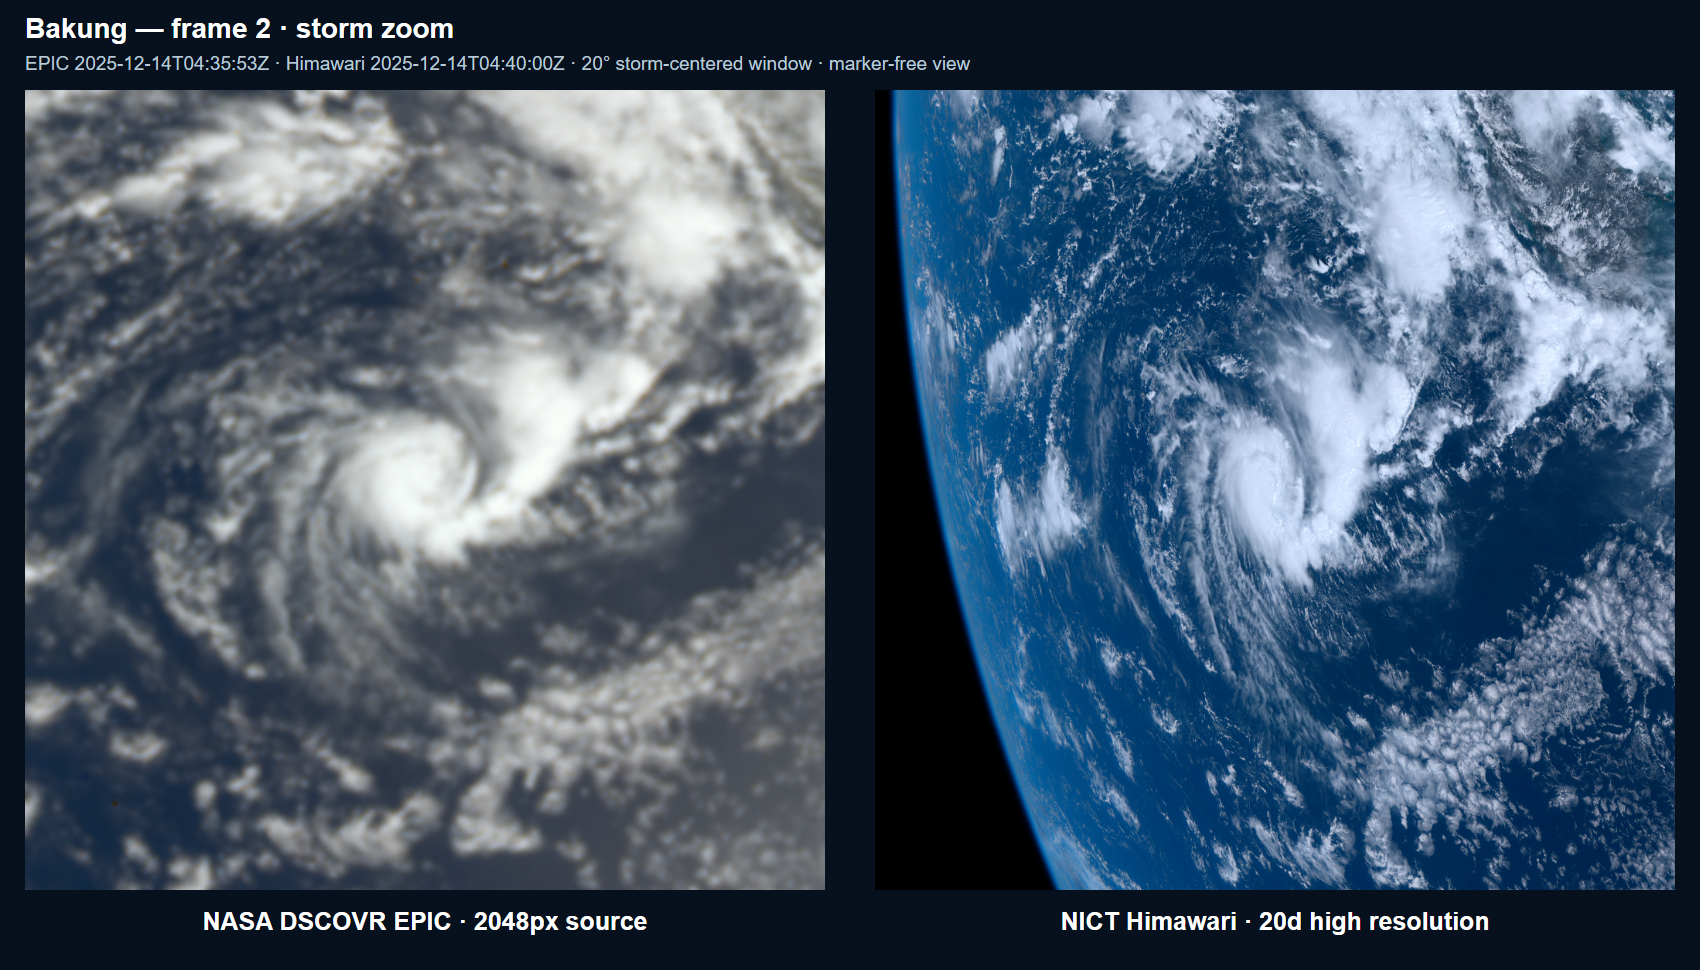 Bakung — frame 2 · storm zoom
EPIC 2025-12-14T04:35:53Z · Himawari 2025-12-14T04:40:00Z · 20° storm-centered window · marker-free view
NASA DSCOVR EPIC · 2048px source
NICT Himawari · 20d high resolution